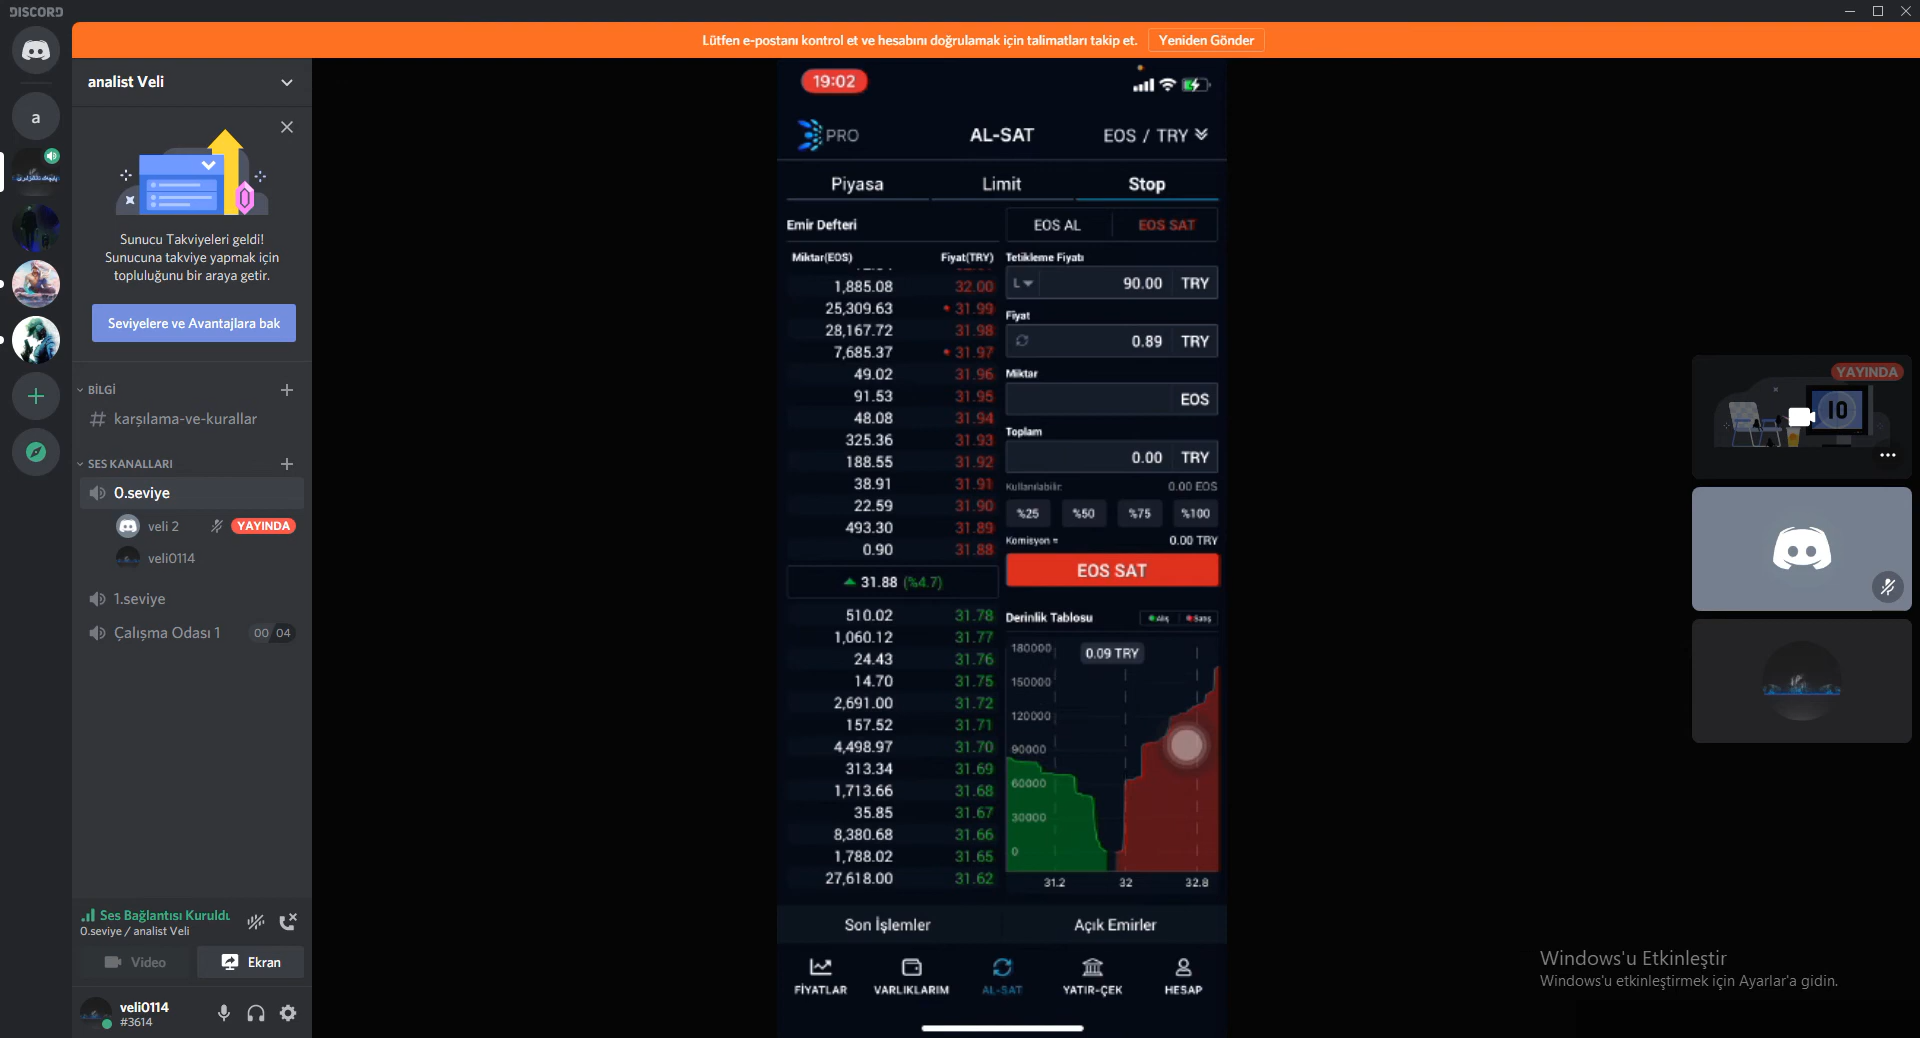 DISCORD
Lütfen e-postanı kontrol et ve hesabını doğrulamak için talimatları takip et. Yeniden Gönder
analist Veli
a
Sunucu Takviyeleri geldi!
Sunucuna takviye yapmak için
topluluğunu bir araya getir.
Seviyelere ve Avantajlara bak
BİLGİ
karşılama-ve-kurallar
SES KANALLARI
0.seviye
veli 2 YAYINDA
veli0114
1.seviye
Çalışma Odası 1 00 04
Ses Bağlantısı Kuruldu
0.seviye / analist Veli
Video Ekran
veli0114
#3614
19:02
PRO AL-SAT EOS / TRY
Piyasa Limit Stop
Emir Defteri
Miktar(EOS) Fiyat(TRY)
1,885.08 32.00
25,309.63 31.99
28,167.72 31.98
7,685.37 31.97
49.02 31.96
91.53 31.95
48.08 31.94
325.36 31.93
188.55 31.92
38.91 31.91
22.59 31.90
493.30 31.89
0.90 31.88
31.88 (%4.7)
510.02 31.78
1,060.12 31.77
24.43 31.76
14.70 31.75
2,691.00 31.72
157.52 31.71
4,498.97 31.70
313.34 31.69
1,713.66 31.68
35.85 31.67
8,380.68 31.66
1,788.02 31.65
27,618.00 31.62
EOS AL EOS SAT
Tetikleme Fiyatı
L 90.00 TRY
Fiyat
0.89 TRY
Miktar
EOS
Toplam
0.00 TRY
Kullanılabilir: 0.00 EOS
%25 %50 %75 %100
Komisyon ≈ 0.00 TRY
EOS SAT
Derinlik Tablosu Alış Satış
180000
0.09 TRY
150000
120000
90000
60000
30000
0
31.2 32 32.8
Son İşlemler Açık Emirler
FİYATLAR VARLIKLARIM AL-SAT YATIR-ÇEK HESAP
YAYINDA
10
Windows'u Etkinleştir
Windows'u etkinleştirmek için Ayarlar'a gidin.